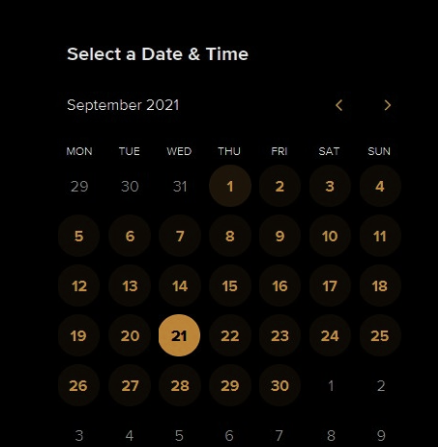 Select a Date & Time
September 2021
MON TUE WED THU FRI SAT SUN
29 30 31 1 2 3 4
5 6 7 8 9 10 11
12 13 14 15 16 17 18
19 20 21 22 23 24 25
26 27 28 29 30 1 2
3 4 5 6 7 8 9